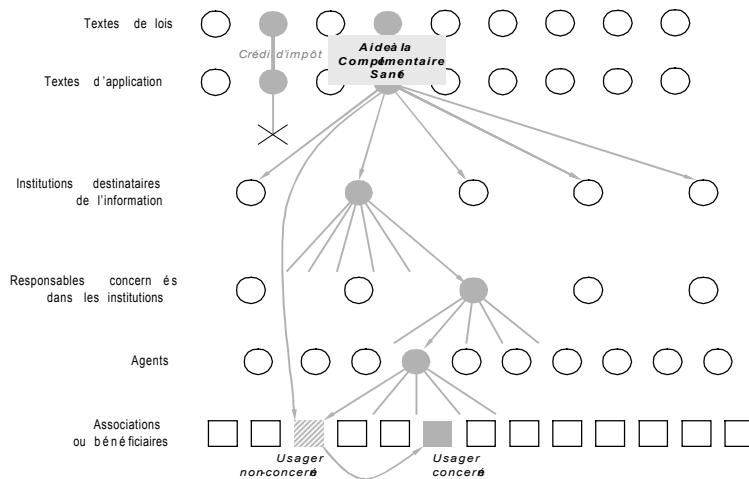 Textes de lois
Crédit d'impôt
Aide à la
Complémentaire
Santé
Textes d'application
Institutions destinataires
de l'information
Responsables concernés
dans les institutions
Agents
Associations
ou bénéficiaires
Usager
non-concerné
Usager
concerné